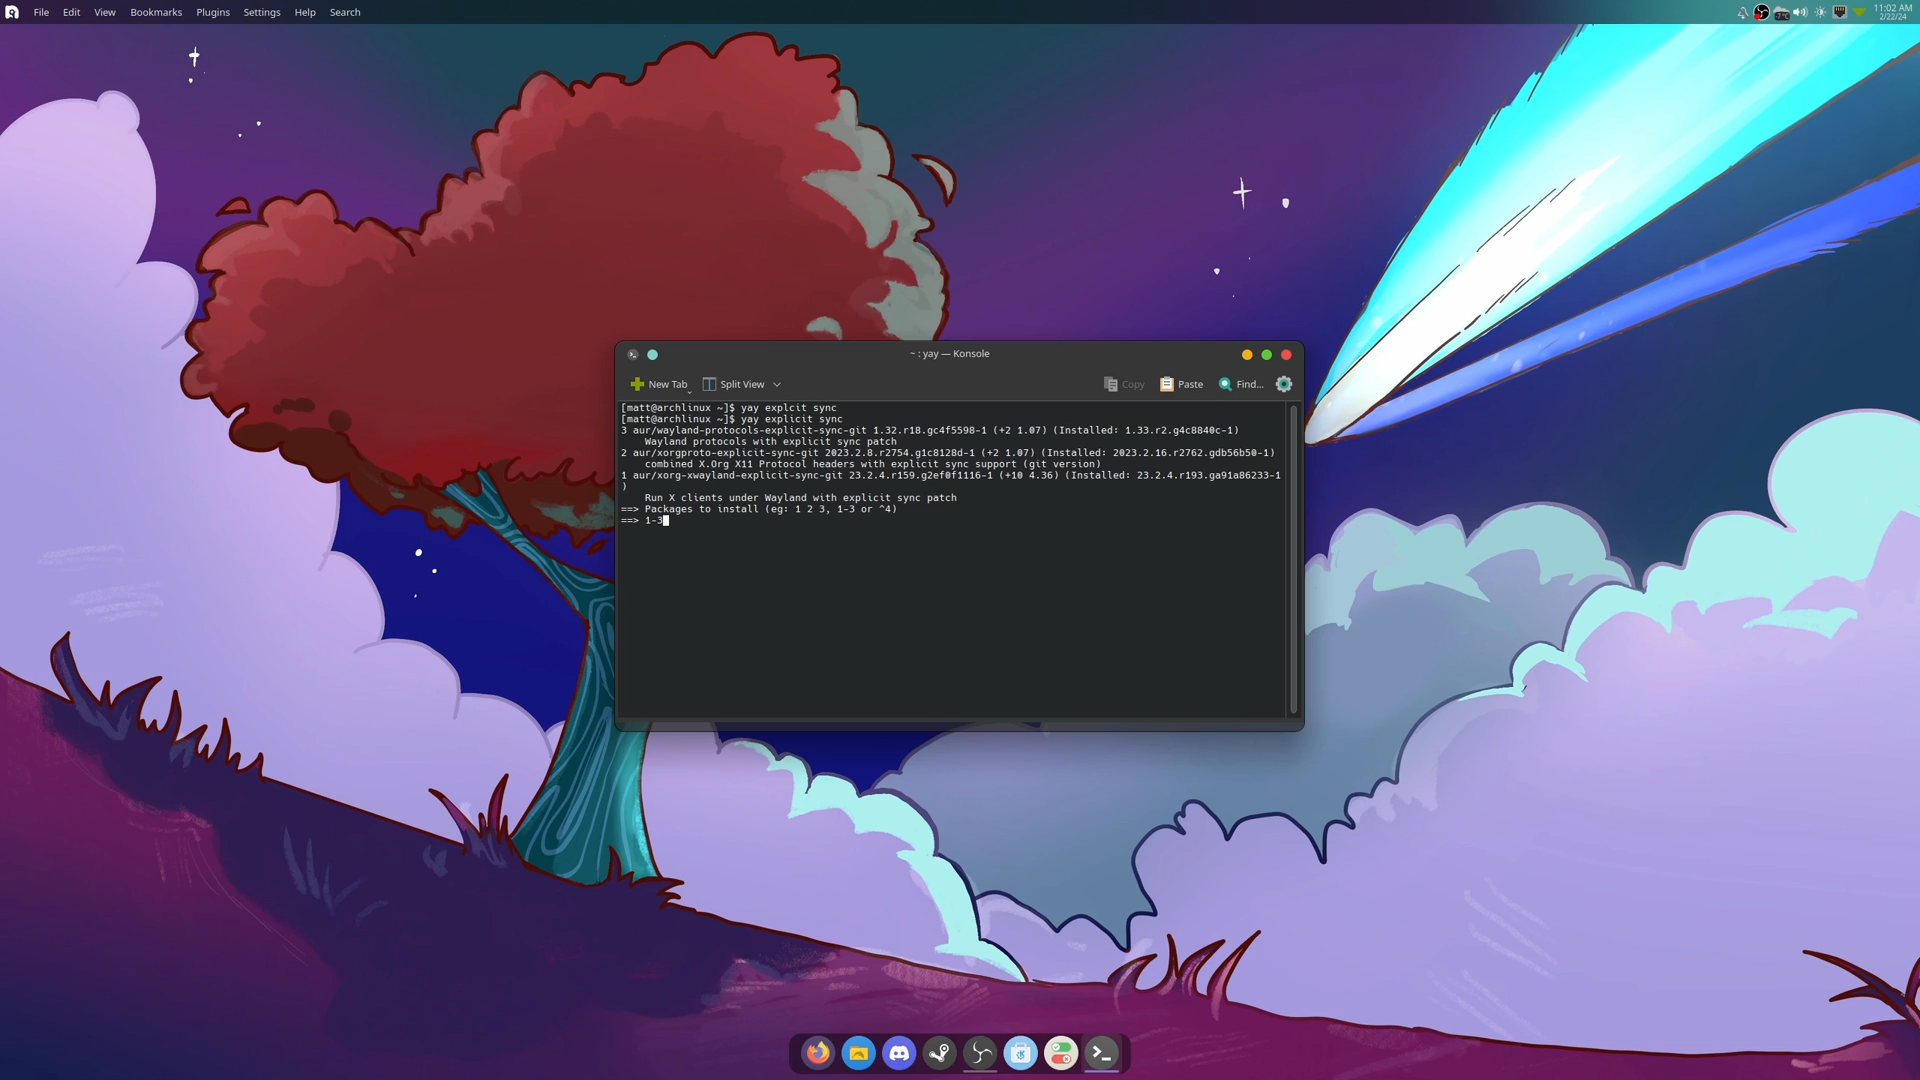 File Edit View Bookmarks Plugins Settings Help Search
11:02 AM
2/22/24
~ : yay — Konsole
New Tab Split View Copy Paste Find...
[matt@archlinux ~]$ yay explcit sync
[matt@archlinux ~]$ yay explicit sync
3 aur/wayland-protocols-explicit-sync-git 1.32.r18.gc4f5598-1 (+2 1.07) (Installed: 1.33.r2.g4c8840c-1)
Wayland protocols with explicit sync patch
2 aur/xorgproto-explicit-sync-git 2023.2.8.r2754.g1c8128d-1 (+2 1.07) (Installed: 2023.2.16.r2762.gdb56b50-1)
combined X.Org X11 Protocol headers with explicit sync support (git version)
1 aur/xorg-xwayland-explicit-sync-git 23.2.4.r159.g2ef0f1116-1 (+10 4.36) (Installed: 23.2.4.r193.ga91a86233-1
)
Run X clients under Wayland with explicit sync patch
==> Packages to install (eg: 1 2 3, 1-3 or ^4)
==> 1-3